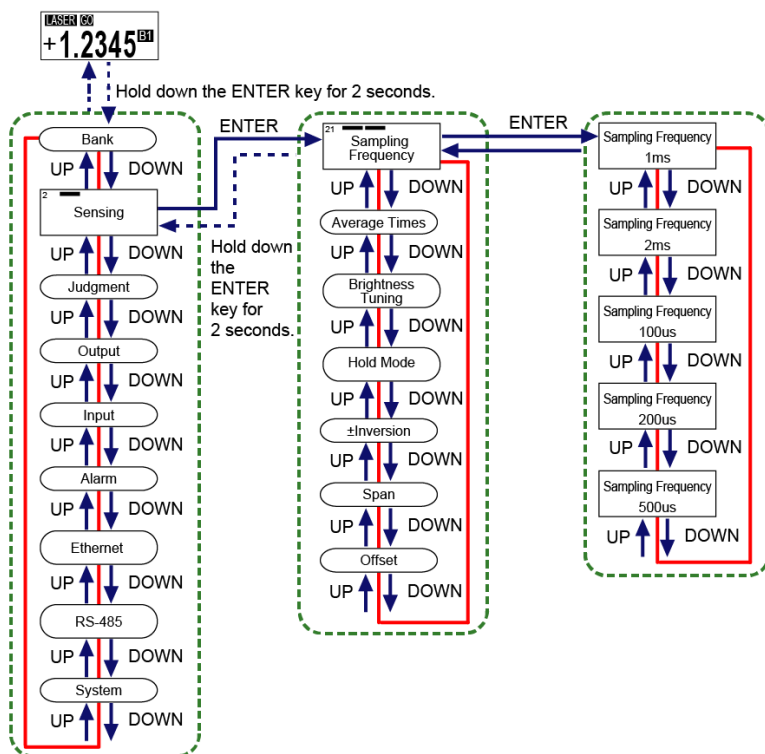 LASER GO
+1.2345 B1
Hold down the ENTER key for 2 seconds.
Bank
UP DOWN
2
Sensing
UP DOWN
Judgment
UP DOWN
Output
UP DOWN
Input
UP DOWN
Alarm
UP DOWN
Ethernet
UP DOWN
RS-485
UP DOWN
System
UP DOWN
ENTER
Hold down
the
ENTER
key for
2 seconds.
21
Sampling
Frequency
UP DOWN
Average Times
UP DOWN
Brightness
Tuning
UP DOWN
Hold Mode
UP DOWN
±Inversion
UP DOWN
Span
UP DOWN
Offset
UP DOWN
ENTER
Sampling Frequency
1ms
UP DOWN
Sampling Frequency
2ms
UP DOWN
Sampling Frequency
100us
UP DOWN
Sampling Frequency
200us
UP DOWN
Sampling Frequency
500us
UP DOWN